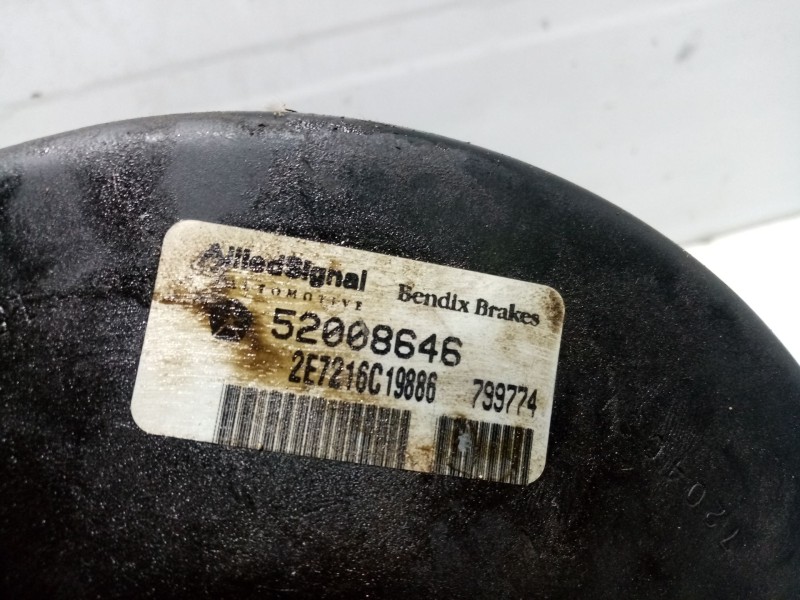 AlliedSignal
AUTOMOTIVE
Bendix Brakes
52008646
2E7216C19886 799774